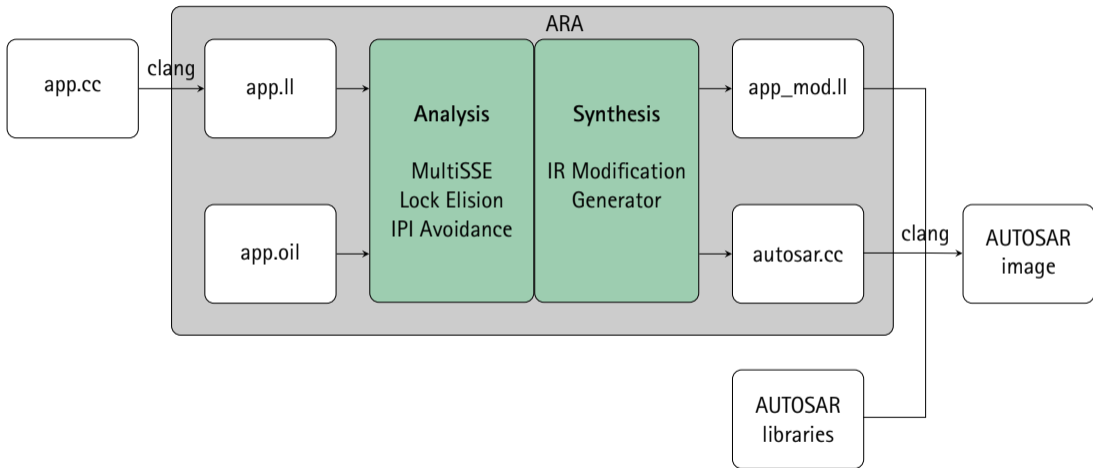 ARA
app.cc
clang
app.ll
Analysis
MultiSSE
Lock Elision
IPI Avoidance
Synthesis
IR Modification
Generator
app_mod.ll
app.oil
autosar.cc
clang
AUTOSAR
image
AUTOSAR
libraries